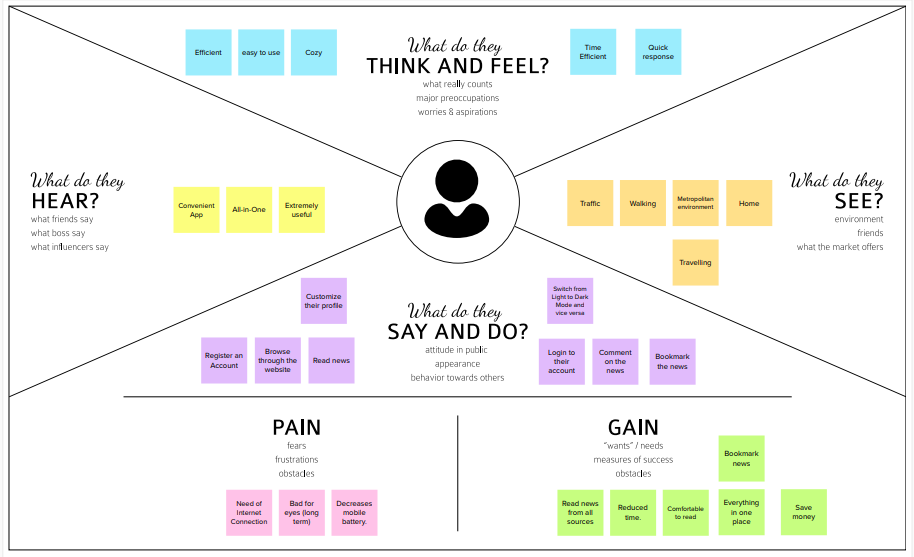 Efficient
easy to use
Cozy
What do they
THINK AND FEEL?
what really counts
major preoccupations
worries & aspirations
Time
Efficient
Quick
response
What do they
HEAR?
what friends say
what boss say
what influencers say
Convenient
App
All-in-One
Extremely
useful
Traffic
Walking
Metropolitan
environment
Home
Travelling
What do they
SEE?
environment
friends
what the market offers
Customize
their profile
Register an
Account
Browse
through the
website
Read news
What do they
SAY AND DO?
attitude in public
appearance
behavior towards others
Switch from
Light to Dark
Mode and
vice versa
Login to
their
account
Comment
on the
news
Bookmark
the news
PAIN
fears
frustrations
obstacles
Need of
Internet
Connection
Bad for
eyes (long
term)
Decreases
mobile
battery.
GAIN
"wants" / needs
measures of success
obstacles
Bookmark
news
Read news
from all
sources
Reduced
time.
Comfortable
to read
Everything
in one
place
Save
money